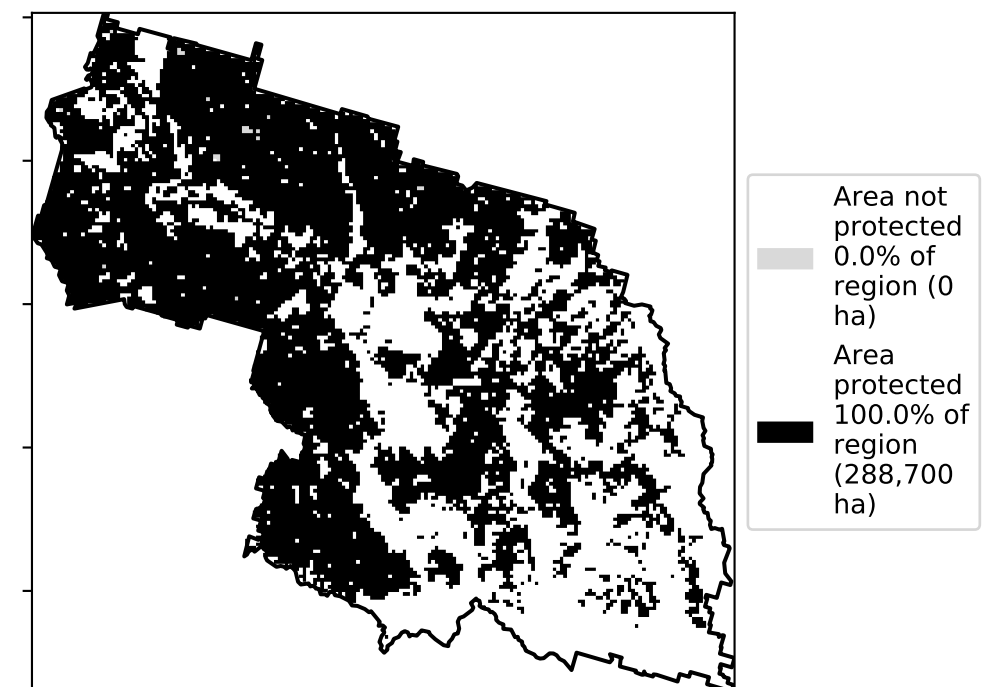 Area not
protected
0.0% of
region (0
ha)
Area
protected
100.0% of
region
(288,700
ha)